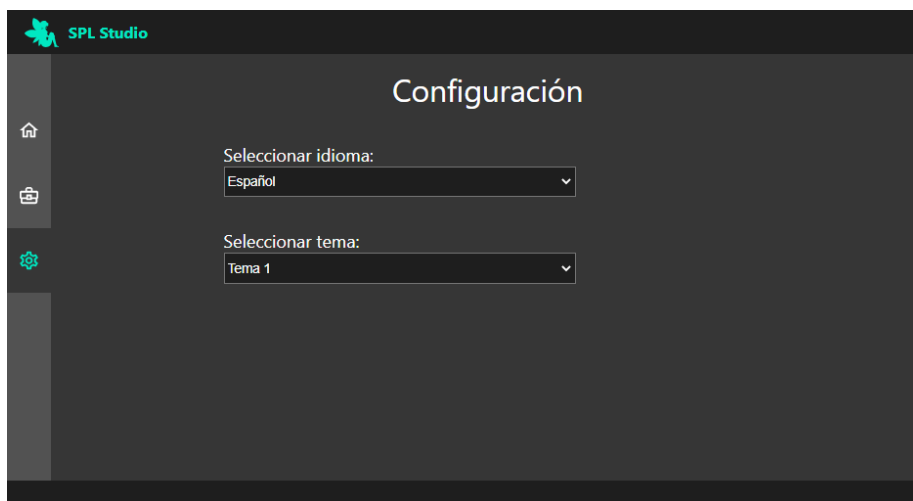 SPL Studio
Configuración
Seleccionar idioma:
Español
Seleccionar tema:
Tema 1